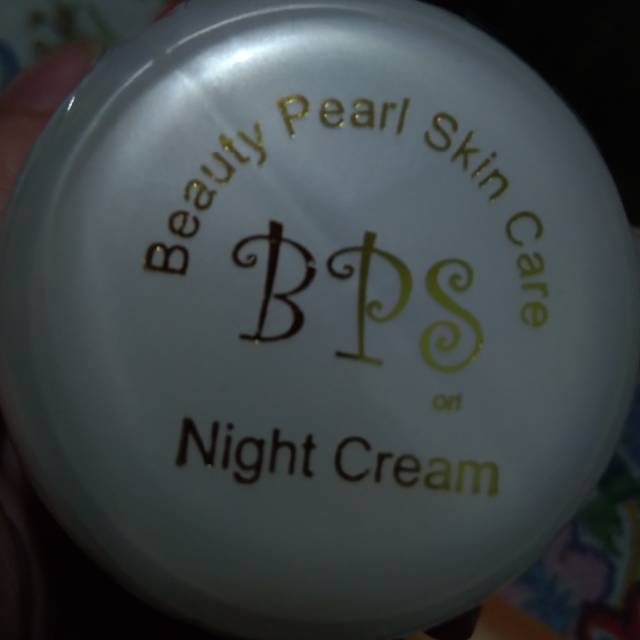 Beauty Pearl Skin Care
BPS
ori
Night Cream